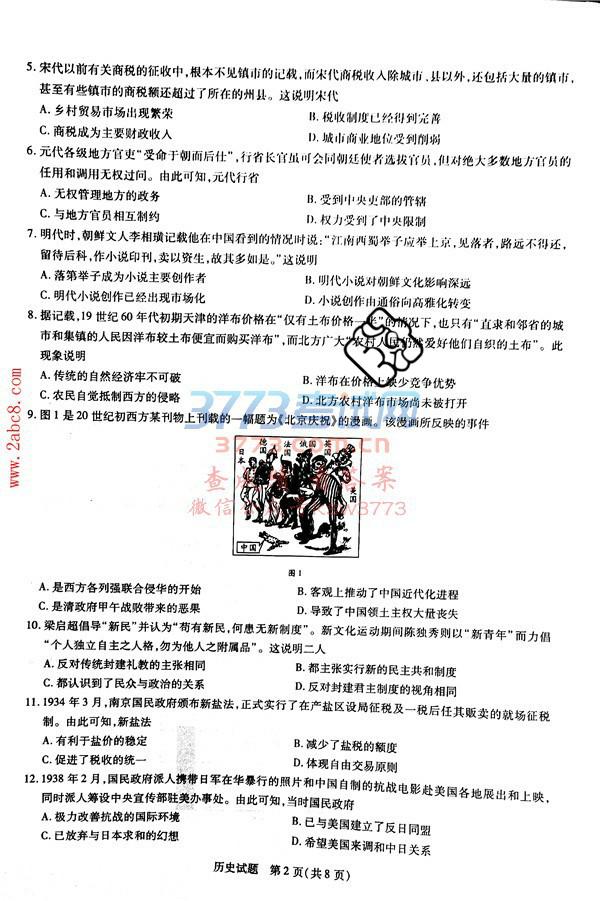 5. 宋代以前有关商税的征收中,根本不见镇市的记载,而宋代商税收入除城市、县以外,还包括大量的镇市,
甚至有些镇市的商税额还超过了所在的州县。这说明宋代
A. 乡村贸易市场出现繁荣 B. 税收制度已经得到完善
C. 商税成为主要财政收入 D. 城市商业地位受到削弱
6. 元代各级地方官吏“受命于朝而后仕”,行省长官虽可会同朝廷使者选拔官员,但对绝大多数地方官员的
任用和调用无权过问。由此可知,元代行省
A. 无权管理地方的政务 B. 受到中央吏部的管辖
C. 与地方官员相互制约 D. 权力受到了中央限制
7. 明代时,朝鲜文人李相璜记载他在中国看到的情况时说:“江南西蜀举子应举上京,见落者,路远不得还,
留待后科,作小说印刊,卖以资生,故其多如是。”这说明
A. 落第举子成为小说主要创作者 B. 明代小说对朝鲜文化影响深远
C. 明代小说创作已经出现市场化 D. 小说创作由通俗向高雅化转变
8. 据记载,19 世纪 60 年代初期天津的洋布价格在“仅有土布价格一半”的情况下,也只有“直隶和邻省的城
市和集镇的人民因洋布较土布便宜而购买洋布”,而北方广大“农村人民仍然爱好他们自织的土布”。此
现象说明
A. 传统的自然经济牢不可破 B. 洋布在价格上缺少竞争优势
C. 农民自觉抵制西方的侵略 D. 北方农村洋布市场尚未被打开
3773考试网
9. 图 1 是 20 世纪初西方某刊物上刊载的一幅题为《北京庆祝》的漫画。该漫画所反映的事件
www.2abc8.com
3773.com
日本
德国
法国
俄国
英国
美国
中国
答案
3773
图 1
A. 是西方各列强联合侵华的开始 B. 客观上推动了中国近代化进程
C. 是清政府甲午战败带来的恶果 D. 导致了中国领土主权大量丧失
10. 梁启超倡导“新民”并认为“苟有新民,何患无新制度”。新文化运动期间陈独秀则以“新青年”而力倡
“个人独立自主之人格,勿为他人之附属品”。这说明二人
A. 反对传统封建礼教的主张相同 B. 都主张实行新的民主共和制度
C. 都认识到了民众与政治的关系 D. 反对封建君主制度的视角相同
11. 1934 年 3 月,南京国民政府颁布新盐法,正式实行了在产盐区设局征税及一税后任其贩卖的就场征税
制。由此可知,新盐法
A. 有利于盐价的稳定 B. 减少了盐税的额度
C. 促进了税收的统一 D. 体现自由交易原则
12. 1938 年 2 月,国民政府派人携带日军在华暴行的照片和中国自制的抗战电影赴美国各地展出和上映,
同时派人筹设中央宣传部驻美办事处。由此可知,当时国民政府
A. 极力改善抗战的国际环境 B. 已与美国建立了反日同盟
C. 已放弃与日本求和的幻想 D. 希望美国来调和中日关系
历史试题 第 2 页(共 8 页)